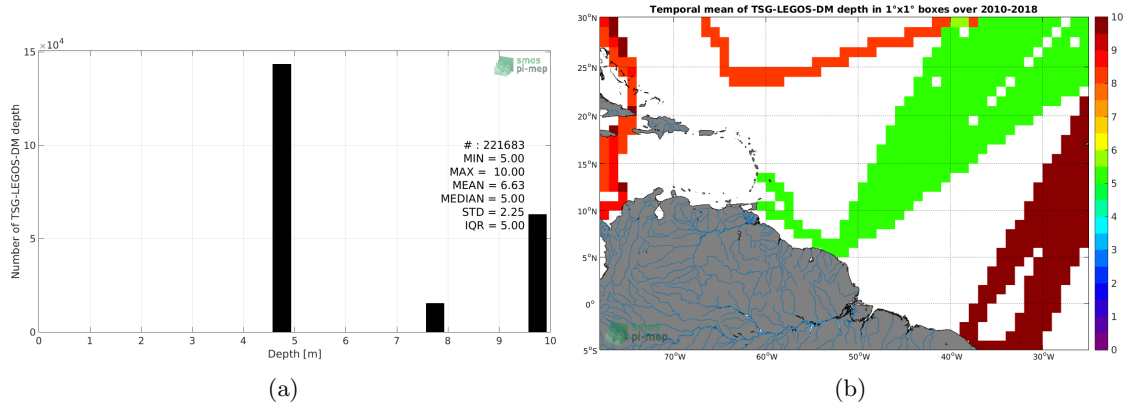 15 ×10⁴
10
5
0
Number of TSG-LEGOS-DM depth
smos
pi-mep
# : 221683
MIN = 5.00
MAX = 10.00
MEAN = 6.63
MEDIAN = 5.00
STD = 2.25
IQR = 5.00
0 1 2 3 4 5 6 7 8 9 10
Depth [m]
(a)
Temporal mean of TSG-LEGOS-DM depth in 1°x1° boxes over 2010-2018
30°N
25°N
20°N
15°N
10°N
5°N
0°
5°S
70°W 60°W 50°W 40°W 30°W
smos
pi-mep
10
9
8
7
6
5
4
3
2
1
0
(b)